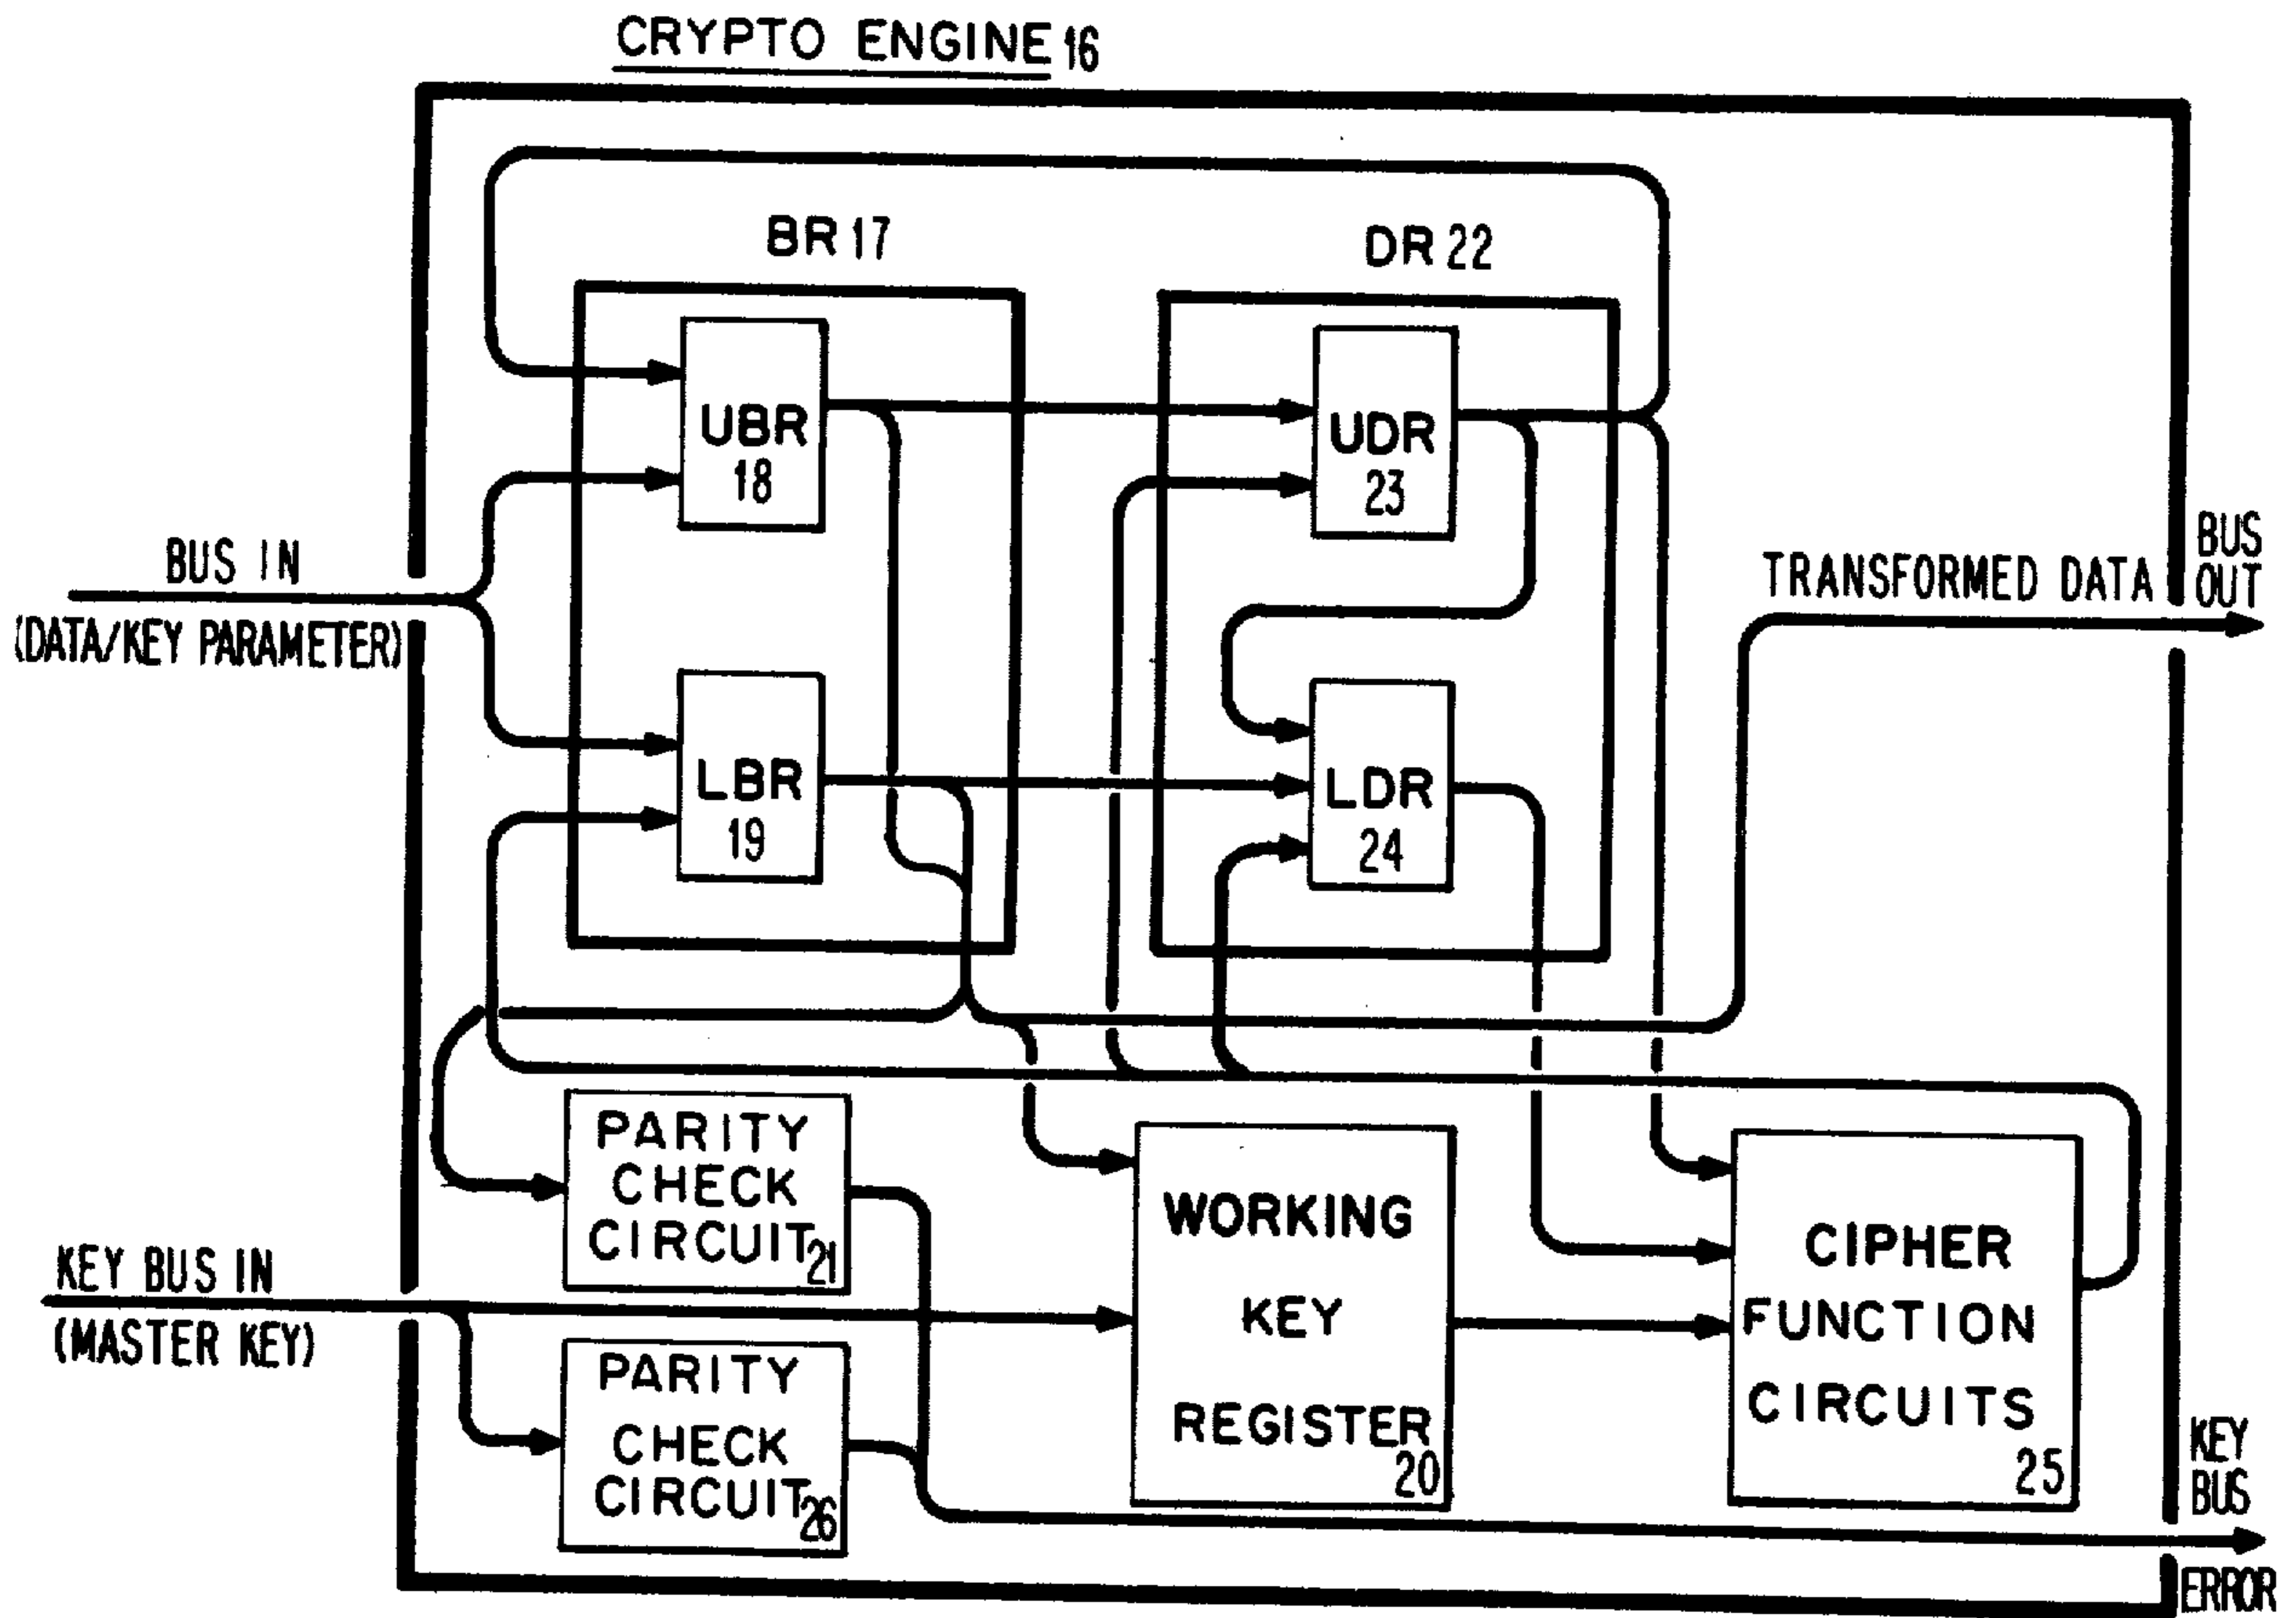 CRYPTO ENGINE 16
BR 17
DR 22
UBR
18
UDR
23
BUS IN
(DATA/KEY PARAMETER)
TRANSFORMED DATA
BUS
OUT
LBR
19
LDR
24
PARITY
CHECK
CIRCUIT
21
WORKING
KEY
REGISTER
20
CIPHER
FUNCTION
CIRCUITS
25
KEY BUS IN
(MASTER KEY)
PARITY
CHECK
CIRCUIT
26
KEY
BUS
ERROR